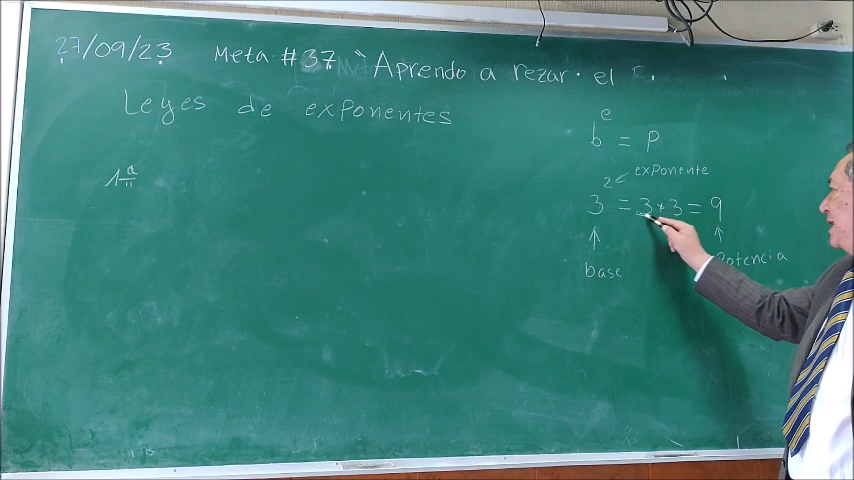 27/09/23 Meta #37 "Aprendo a rezar. el
Leyes de exponentes
1ª
b^e = P
3^2 = 3 * 3 = 9
exponente
base
Potencia